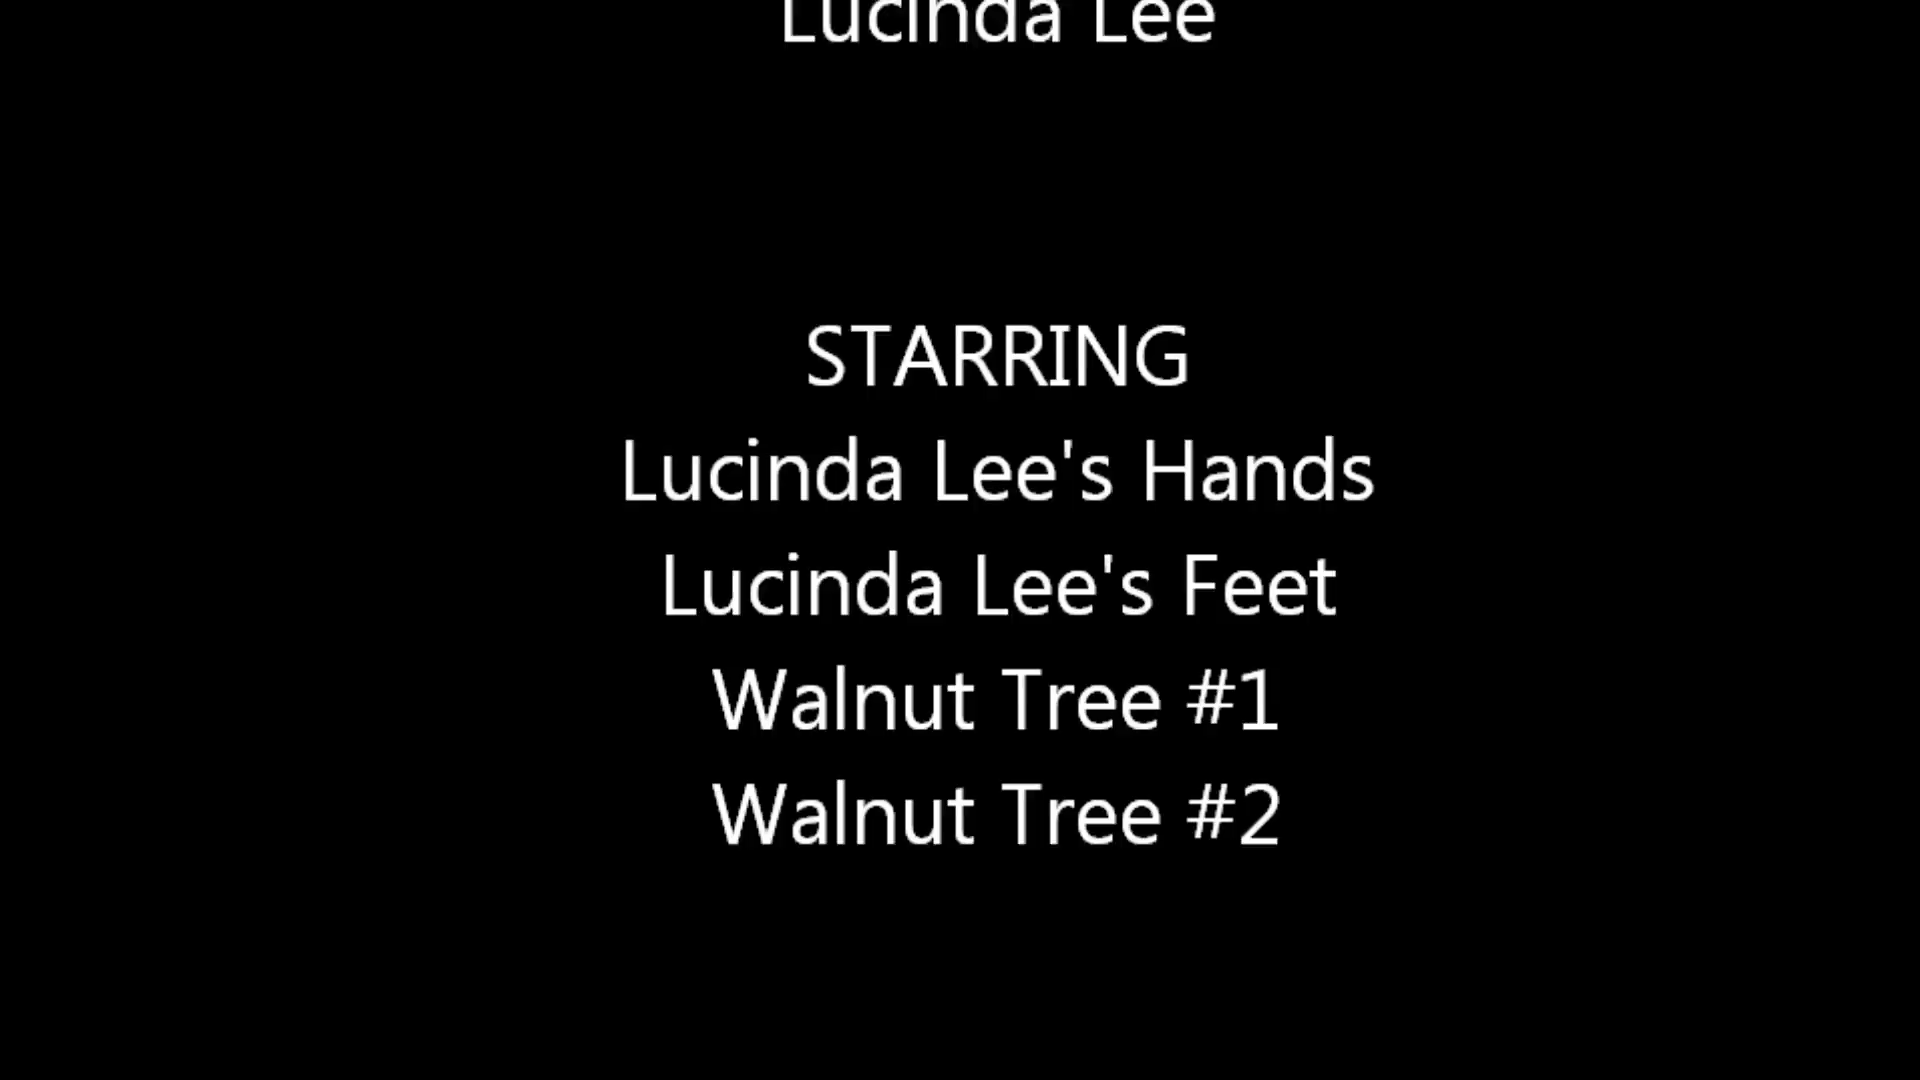 Lucinda Lee
STARRING
Lucinda Lee's Hands
Lucinda Lee's Feet
Walnut Tree #1
Walnut Tree #2